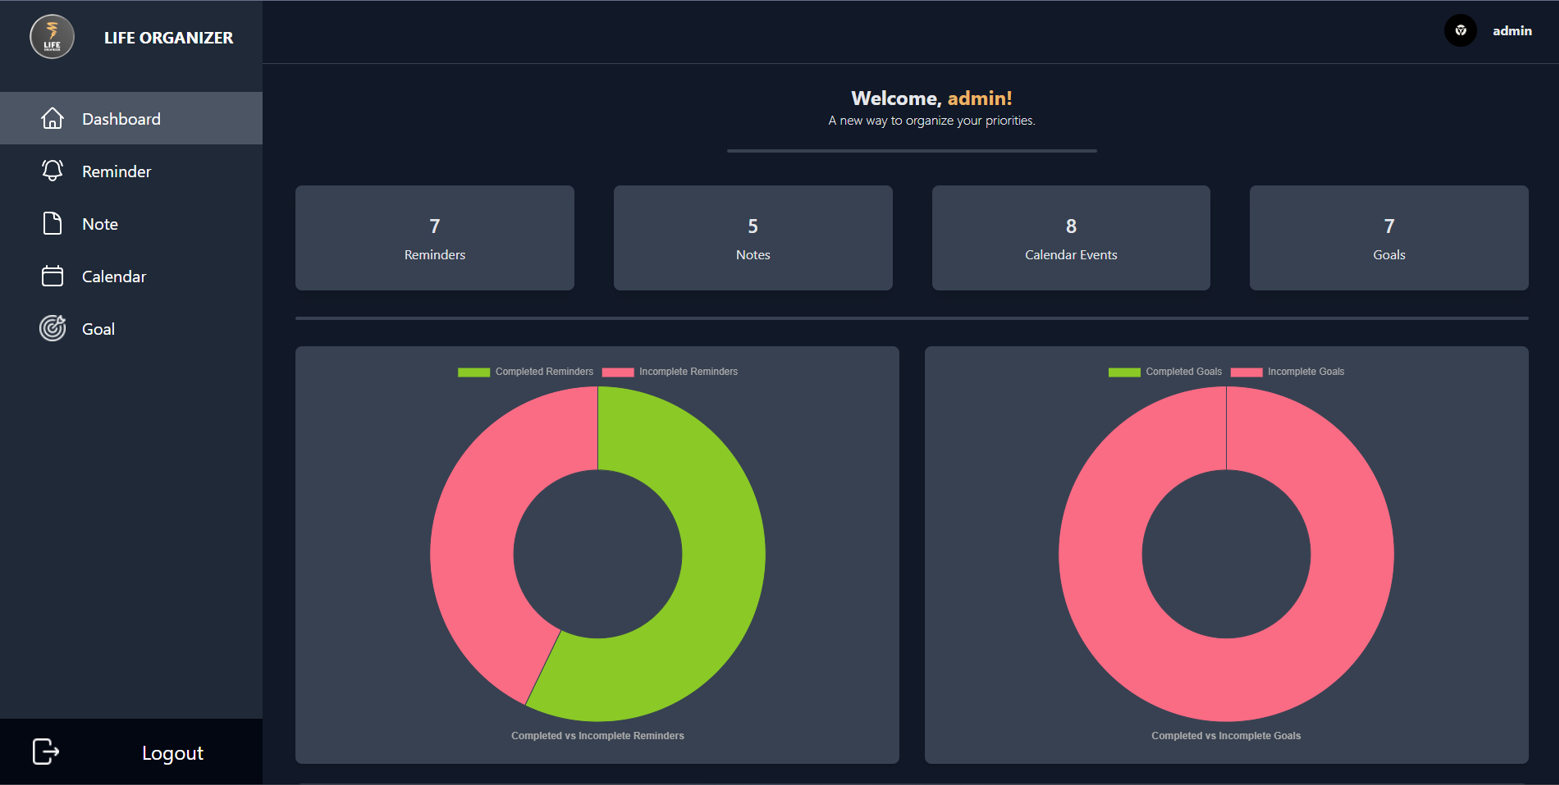 LIFE
LIFE ORGANIZER
admin
Dashboard
Reminder
Note
Calendar
Goal
Logout
Welcome, admin!
A new way to organize your priorities.
7
Reminders
5
Notes
8
Calendar Events
7
Goals
Completed Reminders Incomplete Reminders
Completed vs Incomplete Reminders
Completed Goals Incomplete Goals
Completed vs Incomplete Goals